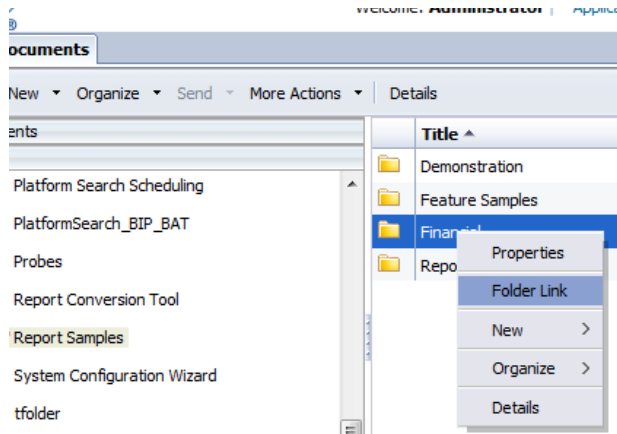 Welcome: Administrator | Applica
ocuments
New Organize Send More Actions Details
ents
Title
Platform Search Scheduling
PlatformSearch_BIP_BAT
Probes
Report Conversion Tool
Report Samples
System Configuration Wizard
tfolder
Demonstration
Feature Samples
Financial
Repo
Properties
Folder Link
New >
Organize >
Details